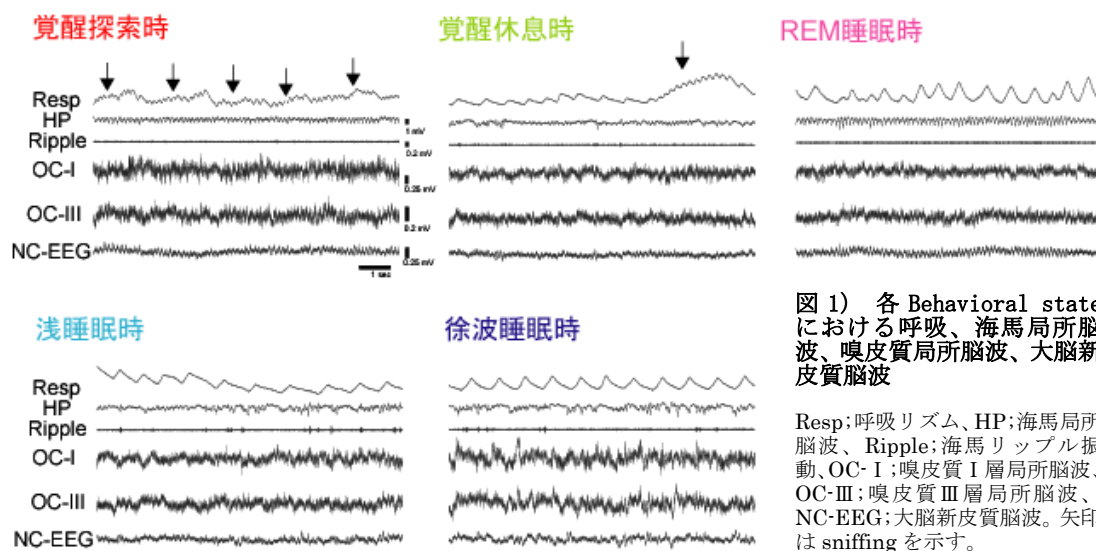 覚醒探索時
覚醒休息時
REM睡眠時
Resp
HP
Ripple
OC-I
OC-III
NC-EEG
1 mV
0.2 mV
0.25 mV
0.2 mV
0.25 mV
1 sec
浅睡眠時
徐波睡眠時
Resp
HP
Ripple
OC-I
OC-III
NC-EEG
図 1) 各 Behavioral state
における呼吸、海馬局所脳
波、嗅皮質局所脳波、大脳新
皮質脳波
Resp;呼吸リズム、HP;海馬局所
脳波、Ripple;海馬リップル振
動、OC-Ⅰ;嗅皮質Ⅰ層局所脳波、
OC-Ⅲ;嗅皮質Ⅲ層局所脳波、
NC-EEG;大脳新皮質脳波。矢印
は sniffing を示す。